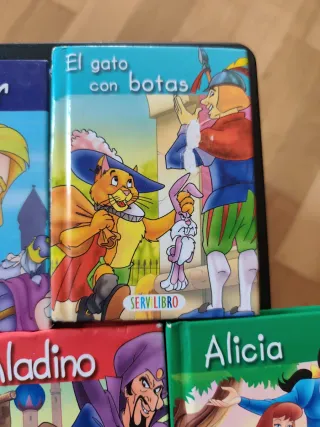 El gato
con botas
SERVILIBRO
Aladino
Alicia